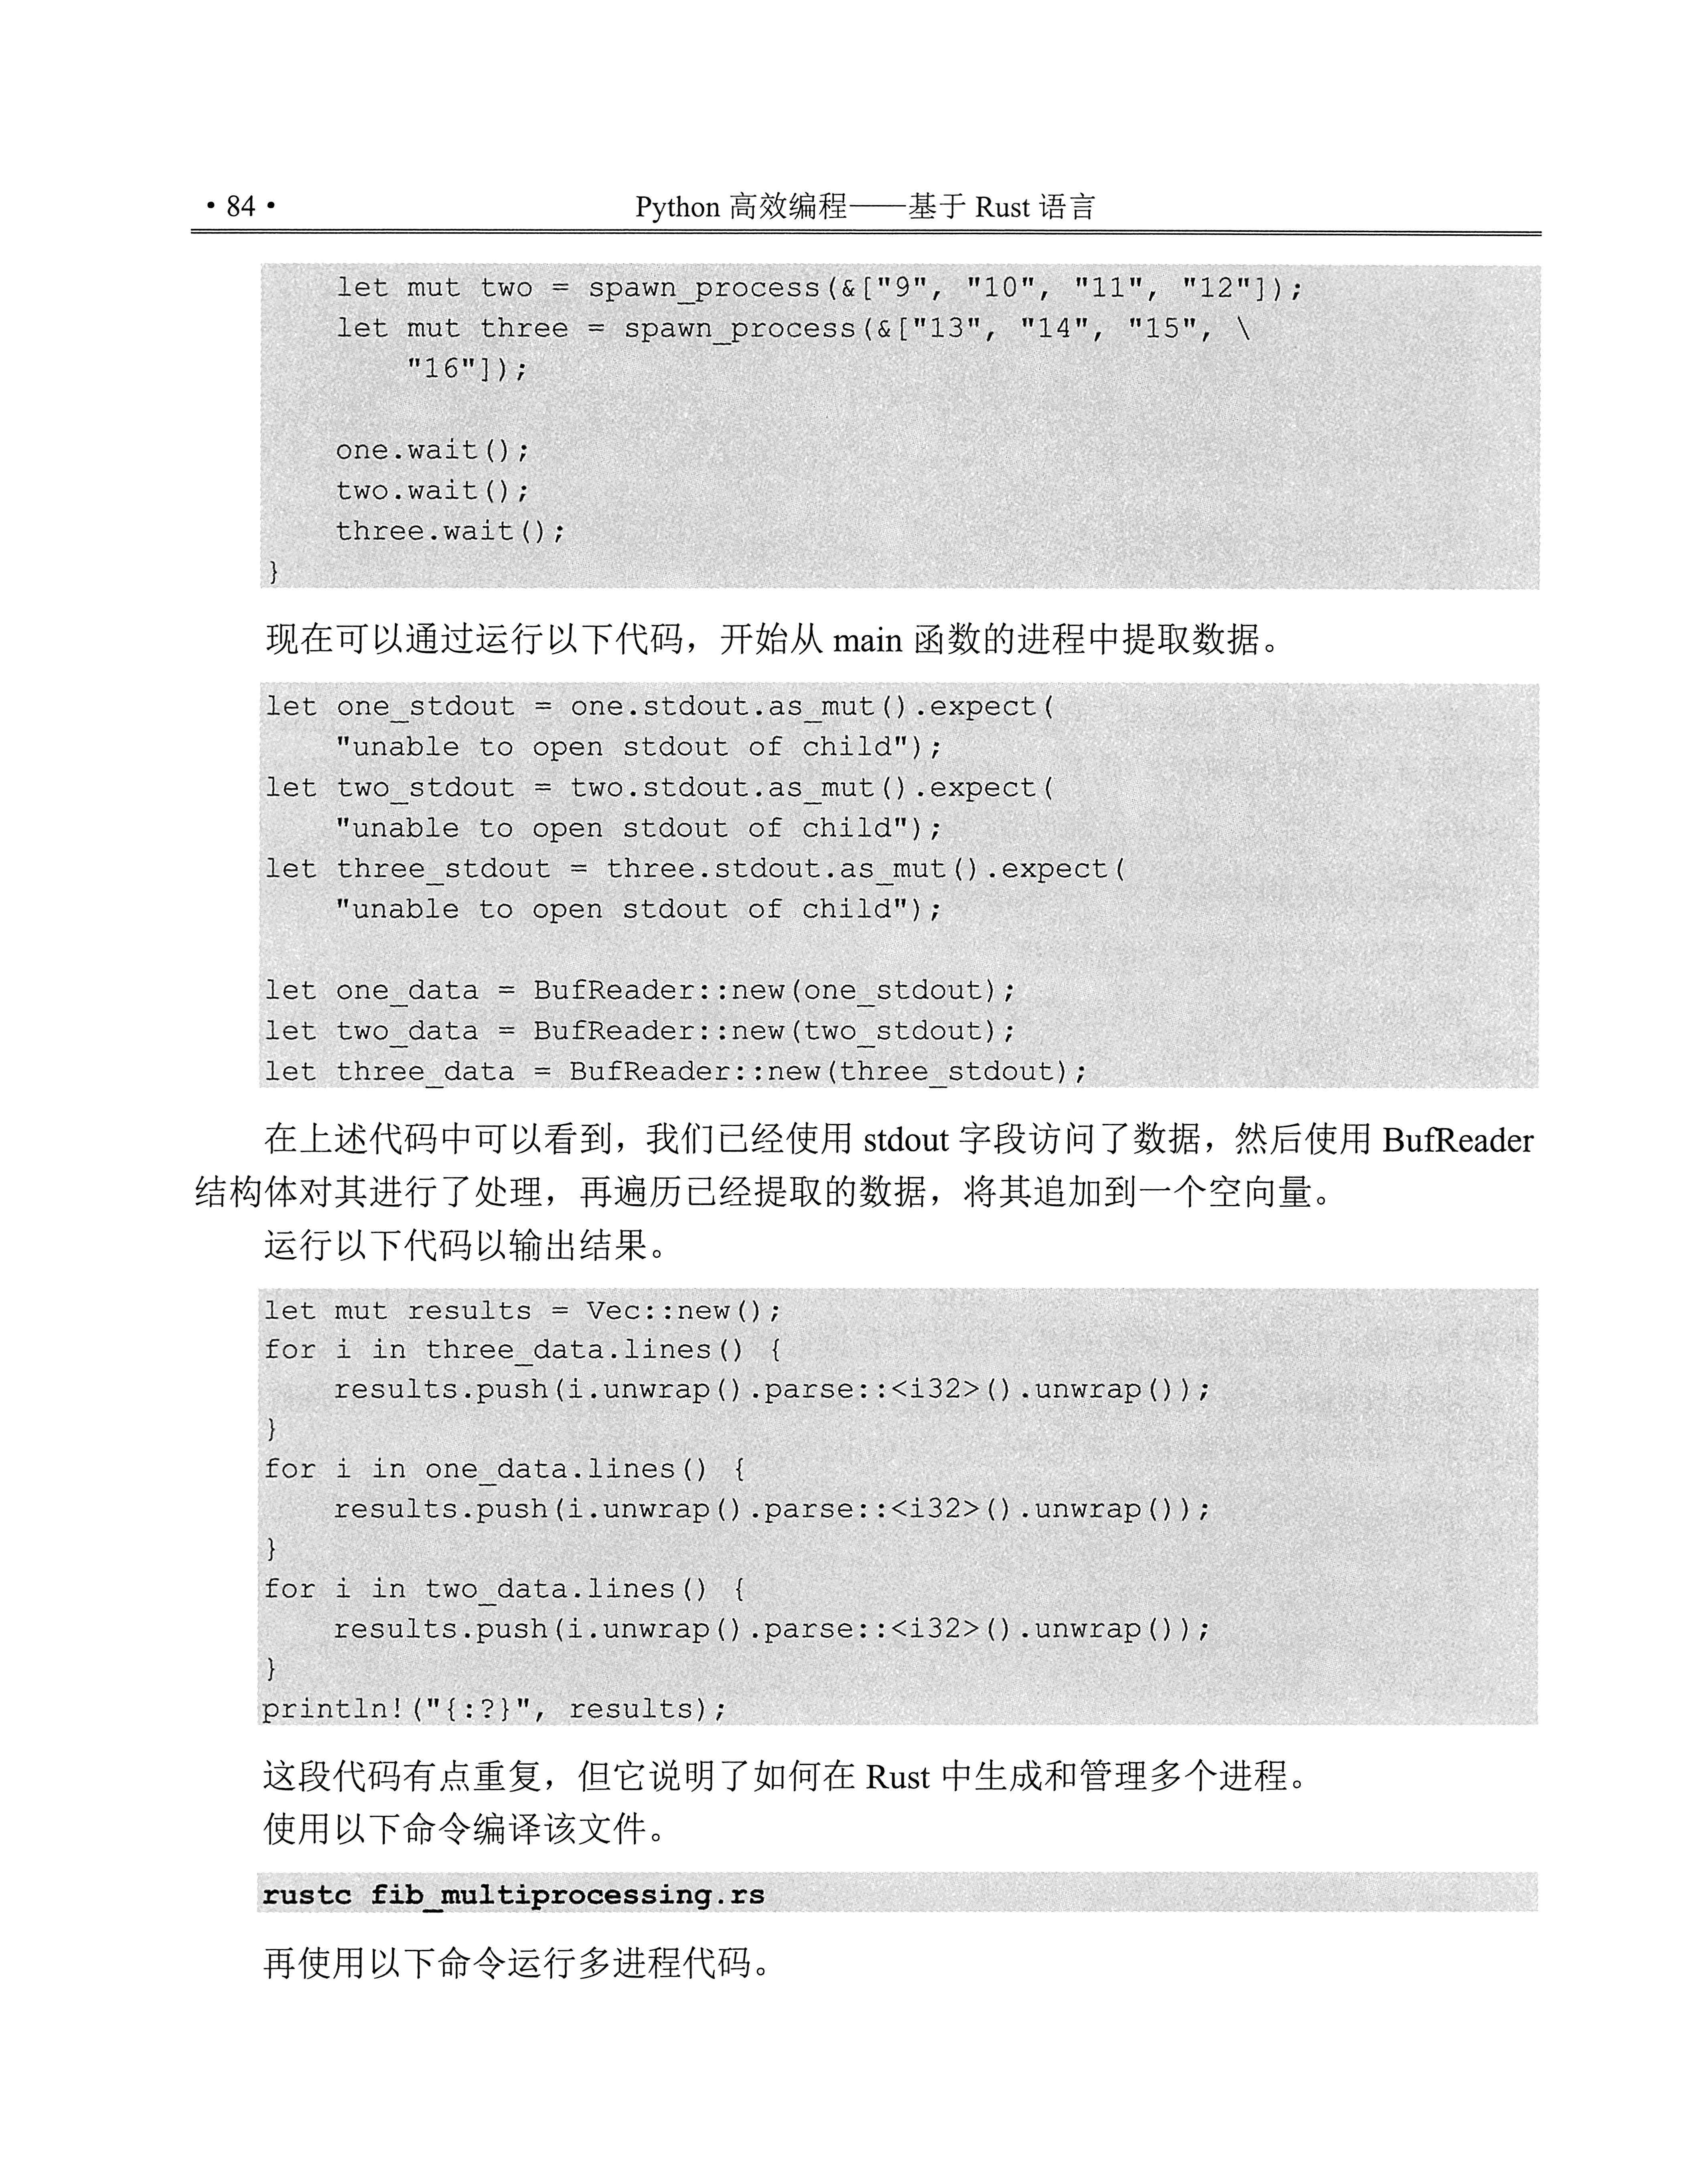 • 84 •
Python 高效编程——基于 Rust 语言
    let mut two = spawn_process(&["9", "10", "11", "12"]);
    let mut three = spawn_process(&["13", "14", "15", \
        "16"]);
    one.wait();
    two.wait();
    three.wait();
}
现在可以通过运行以下代码，开始从 main 函数的进程中提取数据。
let one_stdout = one.stdout.as_mut().expect(
    "unable to open stdout of child");
let two_stdout = two.stdout.as_mut().expect(
    "unable to open stdout of child");
let three_stdout = three.stdout.as_mut().expect(
    "unable to open stdout of child");
let one_data = BufReader::new(one_stdout);
let two_data = BufReader::new(two_stdout);
let three_data = BufReader::new(three_stdout);
在上述代码中可以看到，我们已经使用 stdout 字段访问了数据，然后使用 BufReader
结构体对其进行了处理，再遍历已经提取的数据，将其追加到一个空向量。
运行以下代码以输出结果。
let mut results = Vec::new();
for i in three_data.lines() {
    results.push(i.unwrap().parse::<i32>().unwrap());
}
for i in one_data.lines() {
    results.push(i.unwrap().parse::<i32>().unwrap());
}
for i in two_data.lines() {
    results.push(i.unwrap().parse::<i32>().unwrap());
}
println!("{:?}", results);
这段代码有点重复，但它说明了如何在 Rust 中生成和管理多个进程。
使用以下命令编译该文件。
rustc fib_multiprocessing.rs
再使用以下命令运行多进程代码。